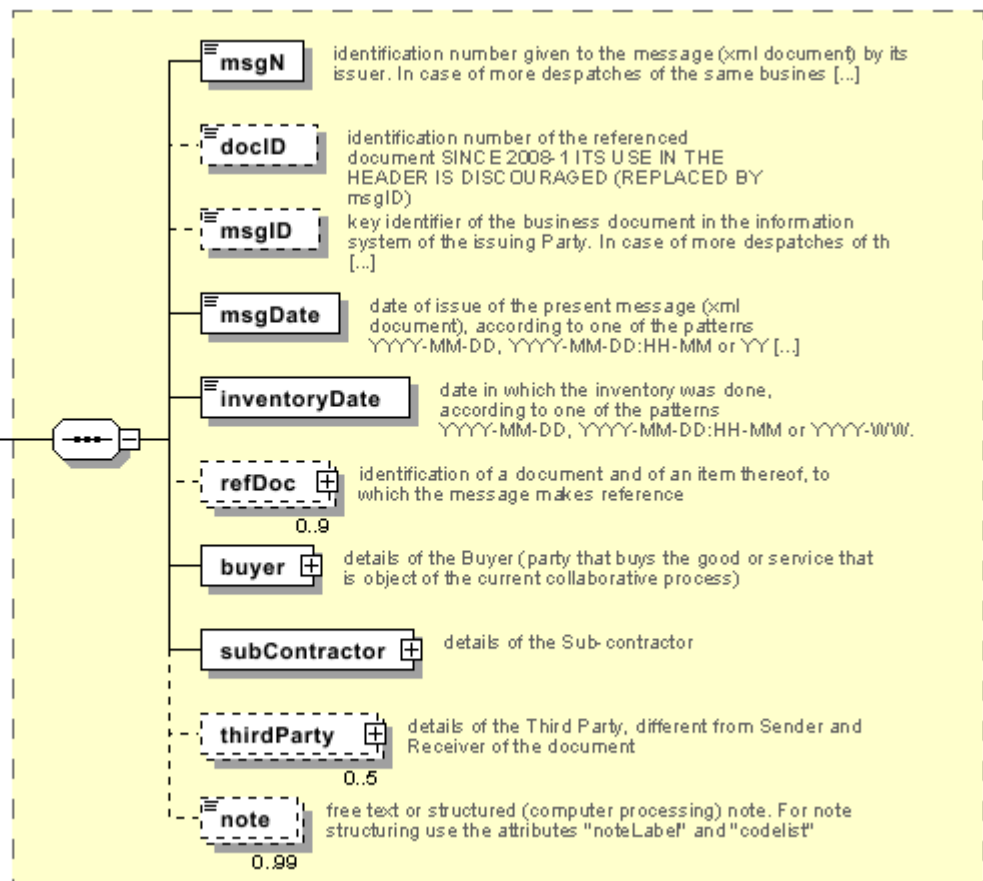 msgN
identification number given to the message (xml document) by its
issuer. In case of more despatches of the same busines [...]
docID
identification number of the referenced
document SINCE 2008-1 ITS USE IN THE
HEADER IS DISCOURAGED (REPLACED BY
msgID)
msgID
key identifier of the business document in the information
system of the issuing Party. In case of more despatches of th
[...]
msgDate
date of issue of the present message (xml
document), according to one of the patterns
YYYY-MM-DD, YYYY-MM-DD:HH-MM or YY [...]
inventoryDate
date in which the inventory was done,
according to one of the patterns
YYYY-MM-DD, YYYY-MM-DD:HH-MM or YYYY-WW.
refDoc
0..9
identification of a document and of an item thereof, to
which the message makes reference
buyer
details of the Buyer (party that buys the good or service that
is object of the current collaborative process)
subContractor
details of the Sub-contractor
thirdParty
0..5
details of the Third Party, different from Sender and
Receiver of the document
note
0..99
free text or structured (computer processing) note. For note
structuring use the attributes "noteLabel" and "codelist"